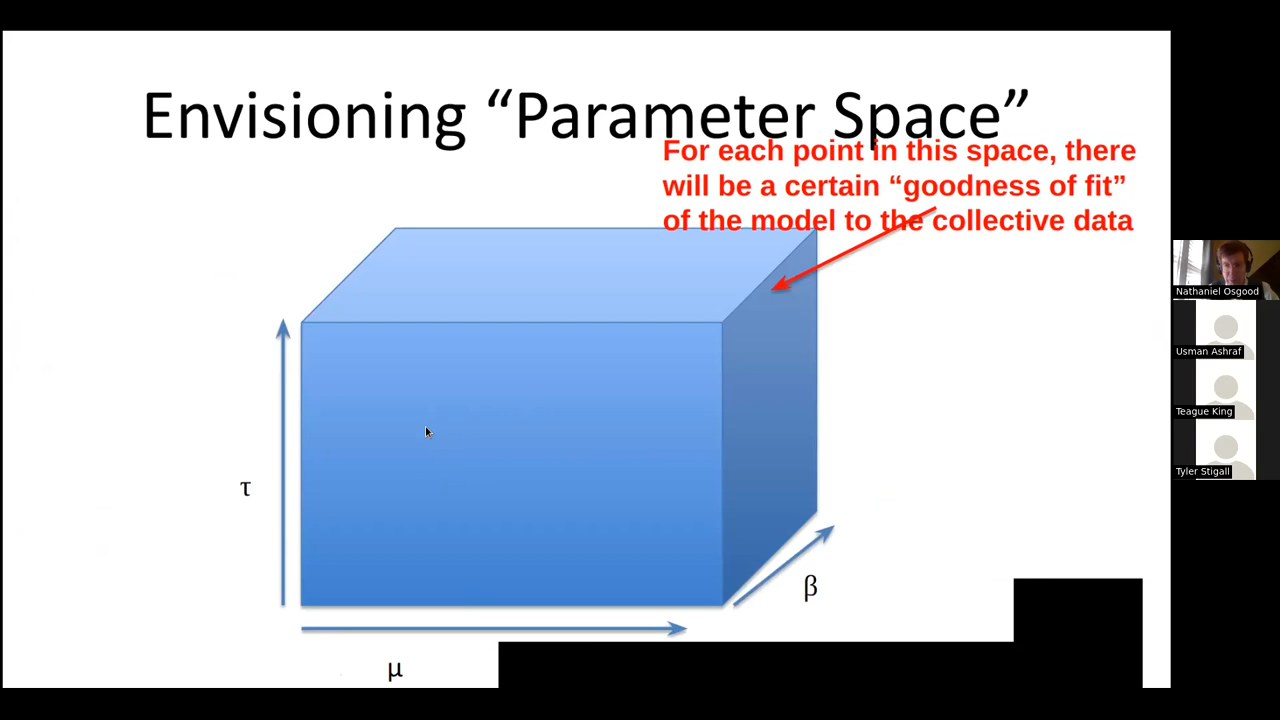 Envisioning “Parameter Space”
For each point in this space, there
will be a certain “goodness of fit”
of the model to the collective data
τ
β
μ
Nathaniel Osgood
Usman Ashraf
Teague King
Tyler Stigall